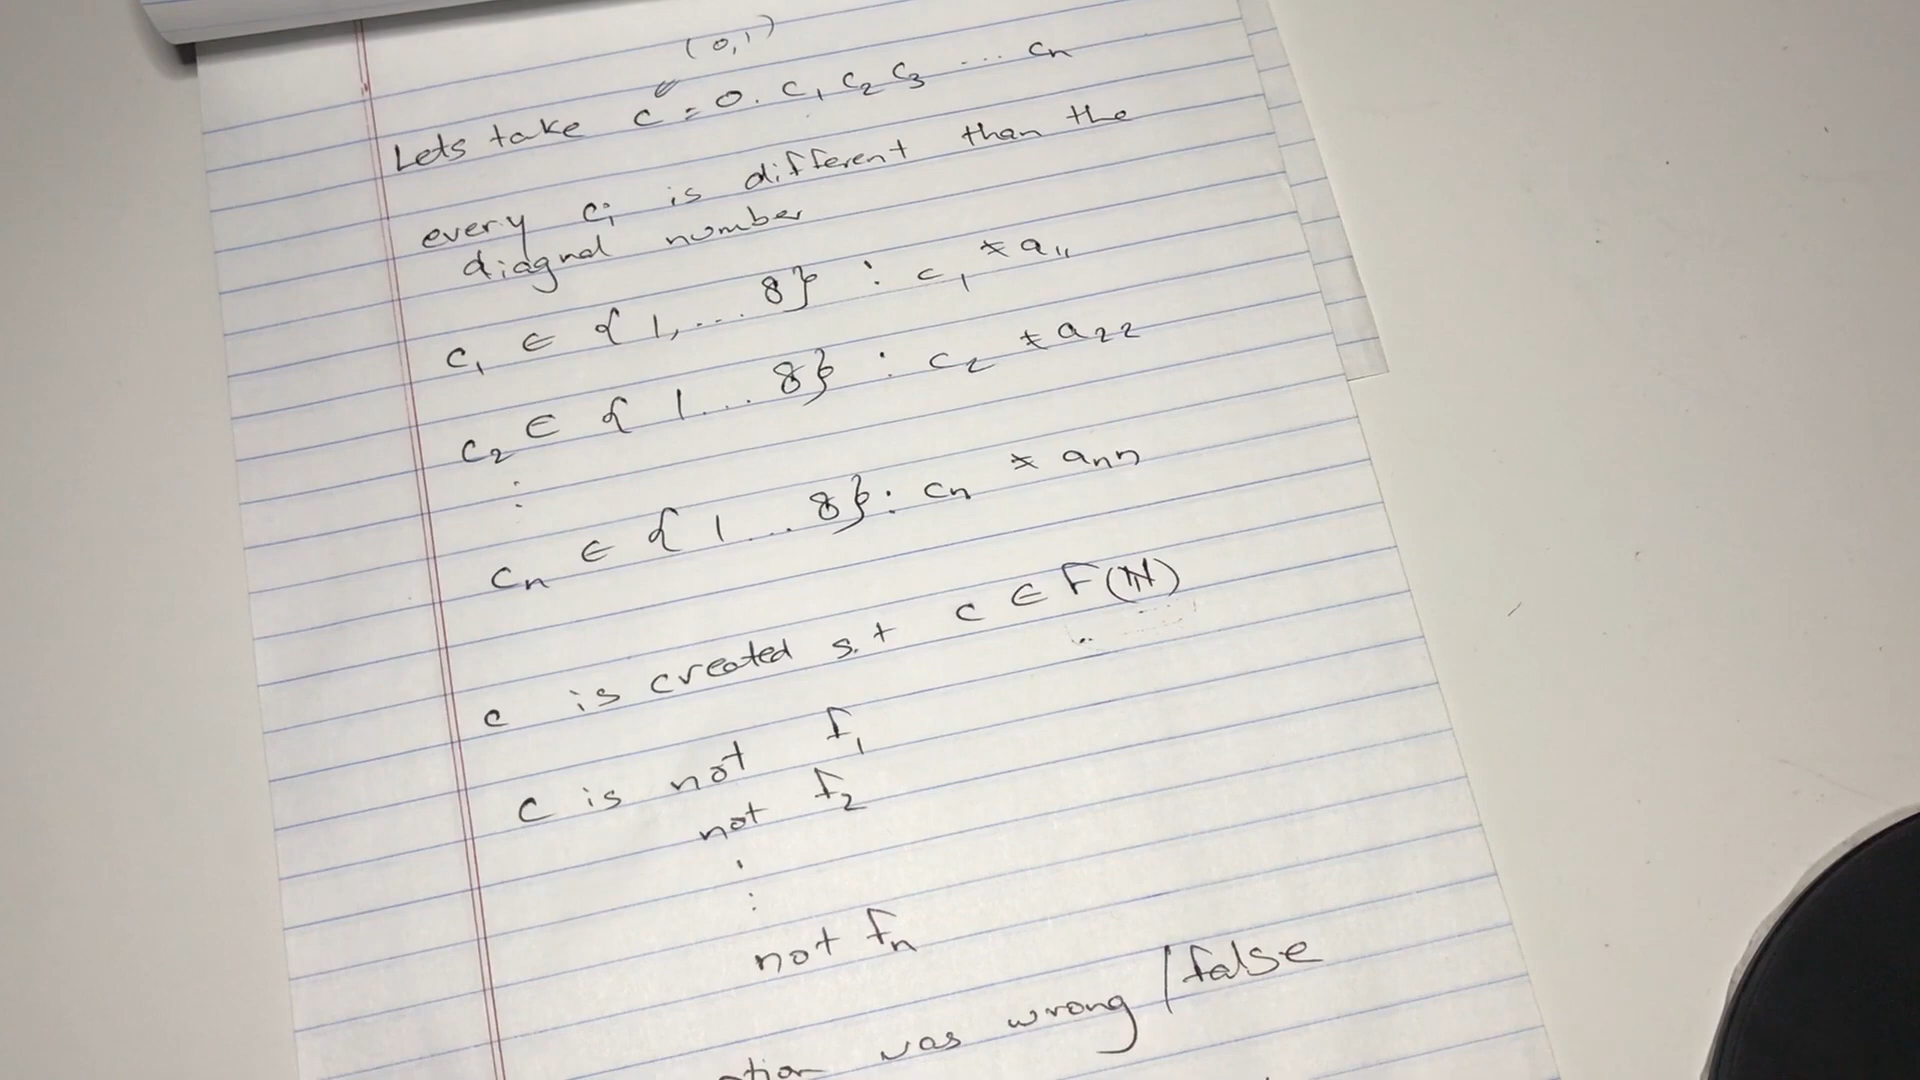 (0,1)
Lets take c = 0. c₁ c₂ c₃ ... cₙ
every cᵢ is different than the
diagnal number
c₁ ∈ {1,...8} : c₁ ≠ a₁₁
c₂ ∈ {1...8} : c₂ ≠ a₂₂
:
cₙ ∈ {1...8} : cₙ ≠ aₙₙ
c is created s.t c ∈ F(ℕ)
c is not f₁
not f₂
:
not fₙ
was wrong / false